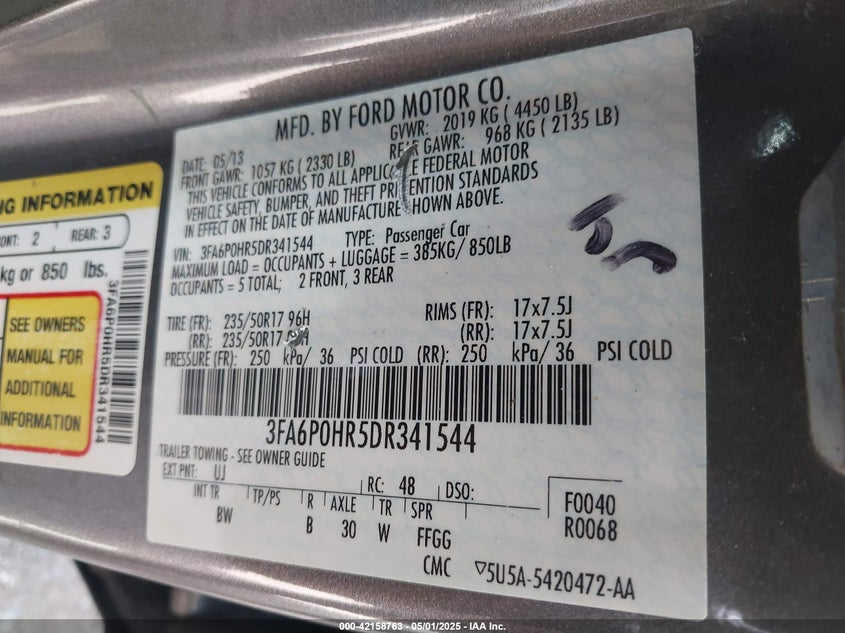 MFD. BY FORD MOTOR CO.
DATE: 05/13 GVWR: 2019 KG ( 4450 LB)
FRONT GAWR: 1057 KG ( 2330 LB) REAR GAWR: 968 KG ( 2135 LB)
THIS VEHICLE CONFORMS TO ALL APPLICABLE FEDERAL MOTOR
VEHICLE SAFETY, BUMPER, AND THEFT PREVENTION STANDARDS
IN EFFECT ON THE DATE OF MANUFACTURE SHOWN ABOVE.
VIN: 3FA6P0HR5DR341544 TYPE: Passenger Car
MAXIMUM LOAD = OCCUPANTS + LUGGAGE = 385KG/ 850LB
OCCUPANTS = 5 TOTAL; 2 FRONT, 3 REAR
TIRE (FR): 235/50R17 96H RIMS (FR): 17x7.5J
(RR): 235/50R17 (RR): 17x7.5J
PRESSURE (FR): 250 kPa/ 36 PSI COLD (RR): 250 kPa/ 36 PSI COLD
3FA6P0HR5DR341544
TRAILER TOWING - SEE OWNER GUIDE
EXT PNT: UJ RC: 48 DSO:
INT TR TP/PS R AXLE TR SPR
BW B 30 W FFGG
F0040
R0068
CMC ▽5U5A-5420472-AA
NG INFORMATION
ONT: 2 REAR: 3
kg or 850 lbs.
SEE OWNERS
MANUAL FOR
ADDITIONAL
INFORMATION
3FA6P0HR5DR341544
000-42158763 - 05/01/2025 - IAA Inc.